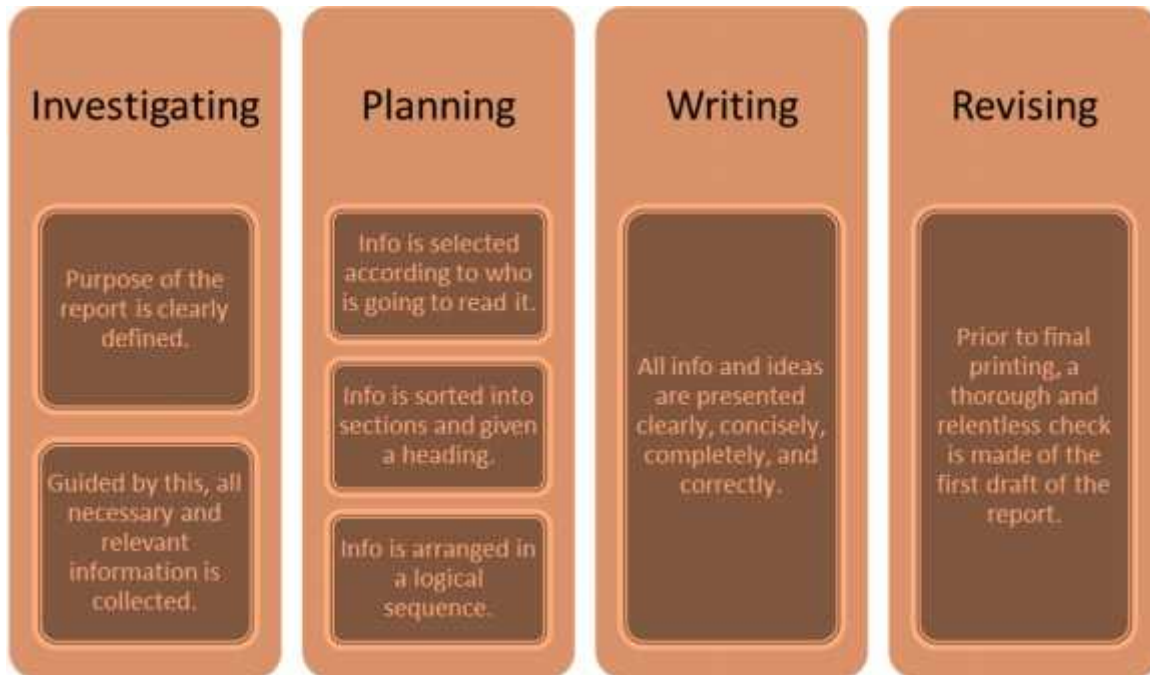 Investigating
Purpose of the
report is clearly
defined.
Guided by this, all
necessary and
relevant
information is
collected.
Planning
Info is selected
according to who
is going to read it.
Info is sorted into
sections and given
a heading.
Info is arranged in
a logical
sequence.
Writing
All info and ideas
are presented
clearly, concisely,
completely, and
correctly.
Revising
Prior to final
printing, a
thorough and
relentless check
is made of the
first draft of the
report.